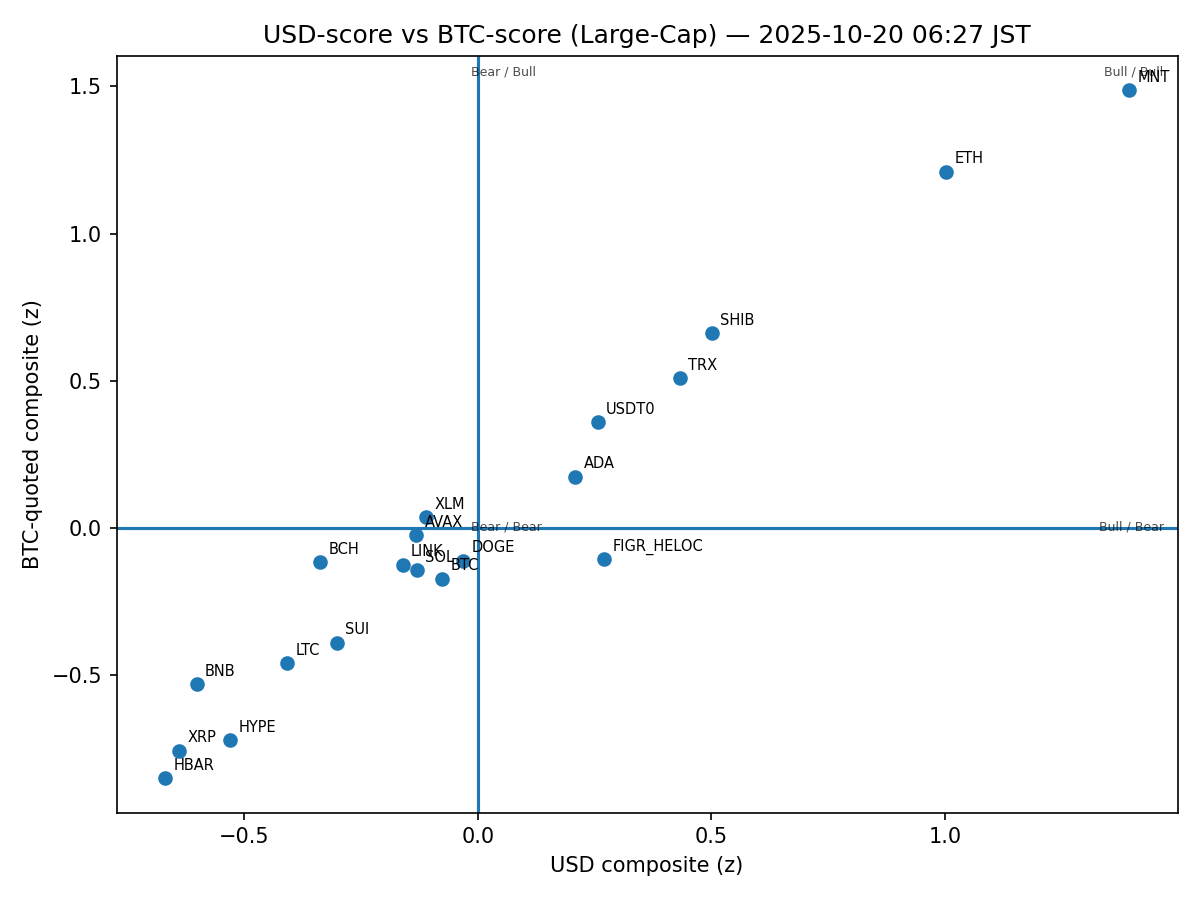 USD-score vs BTC-score (Large-Cap) — 2025-10-20 06:27 JST
Bear / Bull
Bull / Bull
MNT
1.5
ETH
1.0
SHIB
TRX
0.5
USDT0
ADA
XLM
AVAX
0.0
Bear / Bear
Bull / Bear
BCH
LINK
SOL
DOGE
BTC
FIGR_HELOC
SUI
LTC
BNB
−0.5
HYPE
XRP
HBAR
−0.5
0.0
0.5
1.0
USD composite (z)
BTC-quoted composite (z)